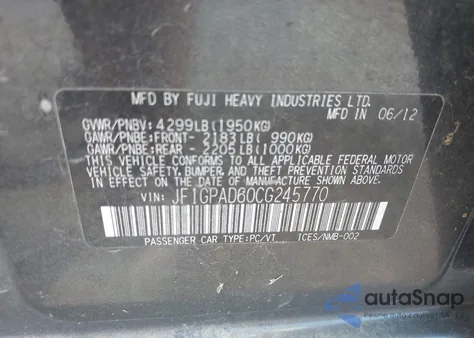 MFD BY FUJI HEAVY INDUSTRIES LTD.
MFD IN 06/12
GVWR/PNBV: 4299LB(1950KG)
GAWR/PNBE: FRONT- 2183LB( 990KG)
GAWR/PNBE: REAR - 2205LB(1000KG)
THIS VEHICLE CONFORMS TO ALL APPLICABLE FEDERAL MOTOR
VEHICLE SAFETY, BUMPER, AND THEFT PREVENTION STANDARDS
IN EFFECT ON THE DATE OF MANUFACTURE SHOWN ABOVE.
VIN: JF1GPAD60CG245770
PASSENGER CAR TYPE:PC/VT ICES/NMB-002
autoSnap